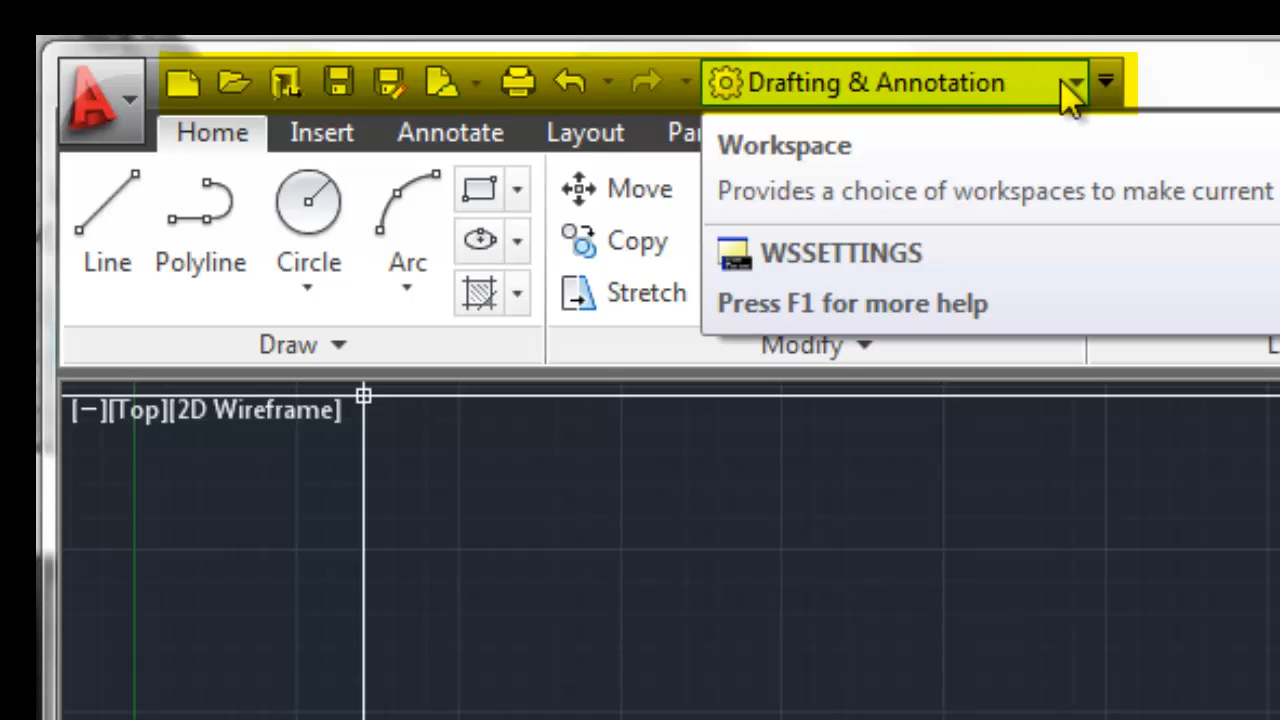 Drafting & Annotation
Home Insert Annotate Layout Pa
Workspace
Provides a choice of workspaces to make current
WSSETTINGS
Press F1 for more help
Line Polyline Circle Arc
Move
Copy
Stretch
Draw Modify
[−][Top][2D Wireframe]